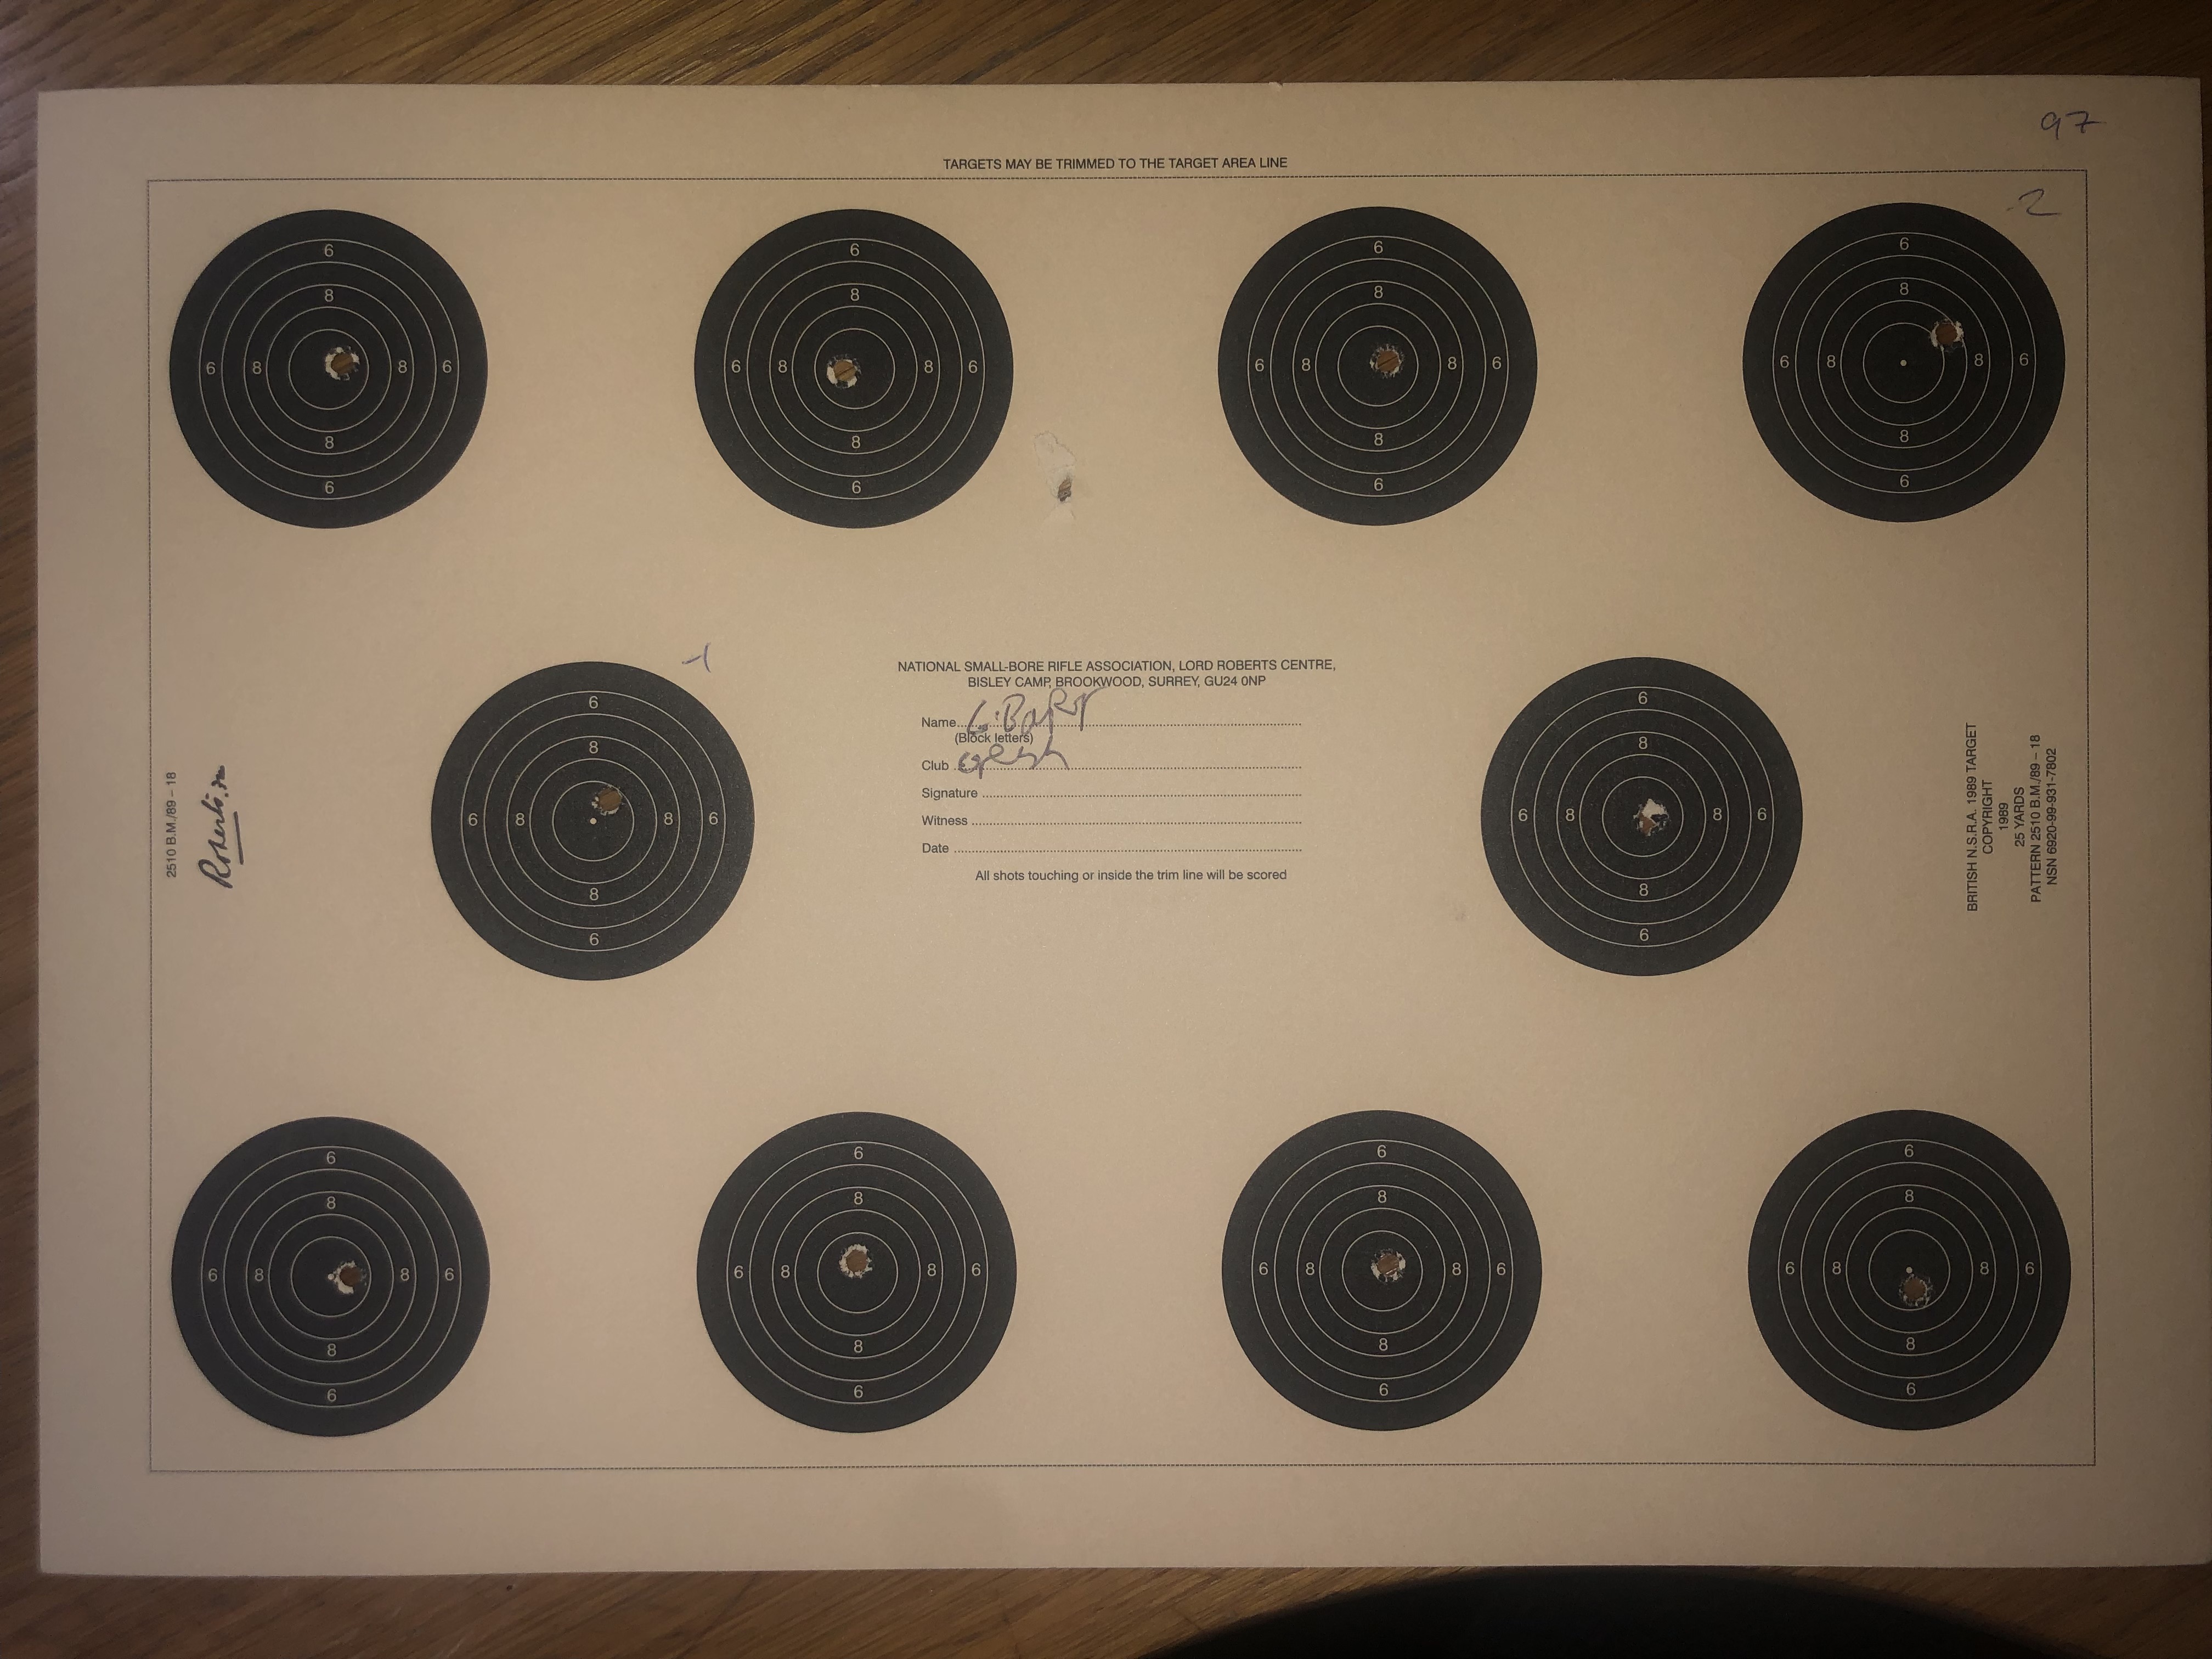 97
TARGETS MAY BE TRIMMED TO THE TARGET AREA LINE
-2
6
8
6 8 8 6
8
6
6
8
6 8 8 6
8
6
6
8
6 8 8 6
8
6
6
8
6 8 8 6
8
6
-1
6
8
6 8 8 6
8
6
NATIONAL SMALL-BORE RIFLE ASSOCIATION, LORD ROBERTS CENTRE,
BISLEY CAMP, BROOKWOOD, SURREY, GU24 0NP
Name
(Block letters)
Club
Signature
Witness
Date
All shots touching or inside the trim line will be scored
6
8
6 8 8 6
8
6
2510 B.M./89 – 18
Roberts
BRITISH N.S.R.A. 1989 TARGET
COPYRIGHT
1989
25 YARDS
PATTERN 2510 B.M./89 – 18
NSN 6920-99-931-7802
6
8
6 8 8 6
8
6
6
8
6 8 8 6
8
6
6
8
6 8 8 6
8
6
6
8
6 8 8 6
8
6